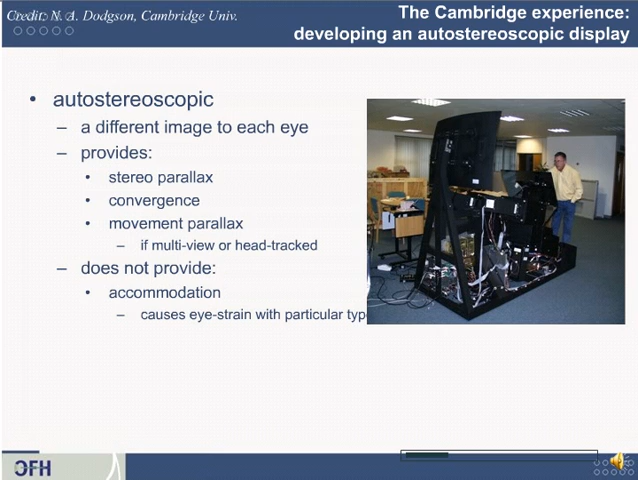 Credit: N. A. Dodgson, Cambridge Univ.
The Cambridge experience:
developing an autostereoscopic display
• autostereoscopic
– a different image to each eye
– provides:
• stereo parallax
• convergence
• movement parallax
– if multi-view or head-tracked
– does not provide:
• accommodation
– causes eye-strain with particular typ
OFH